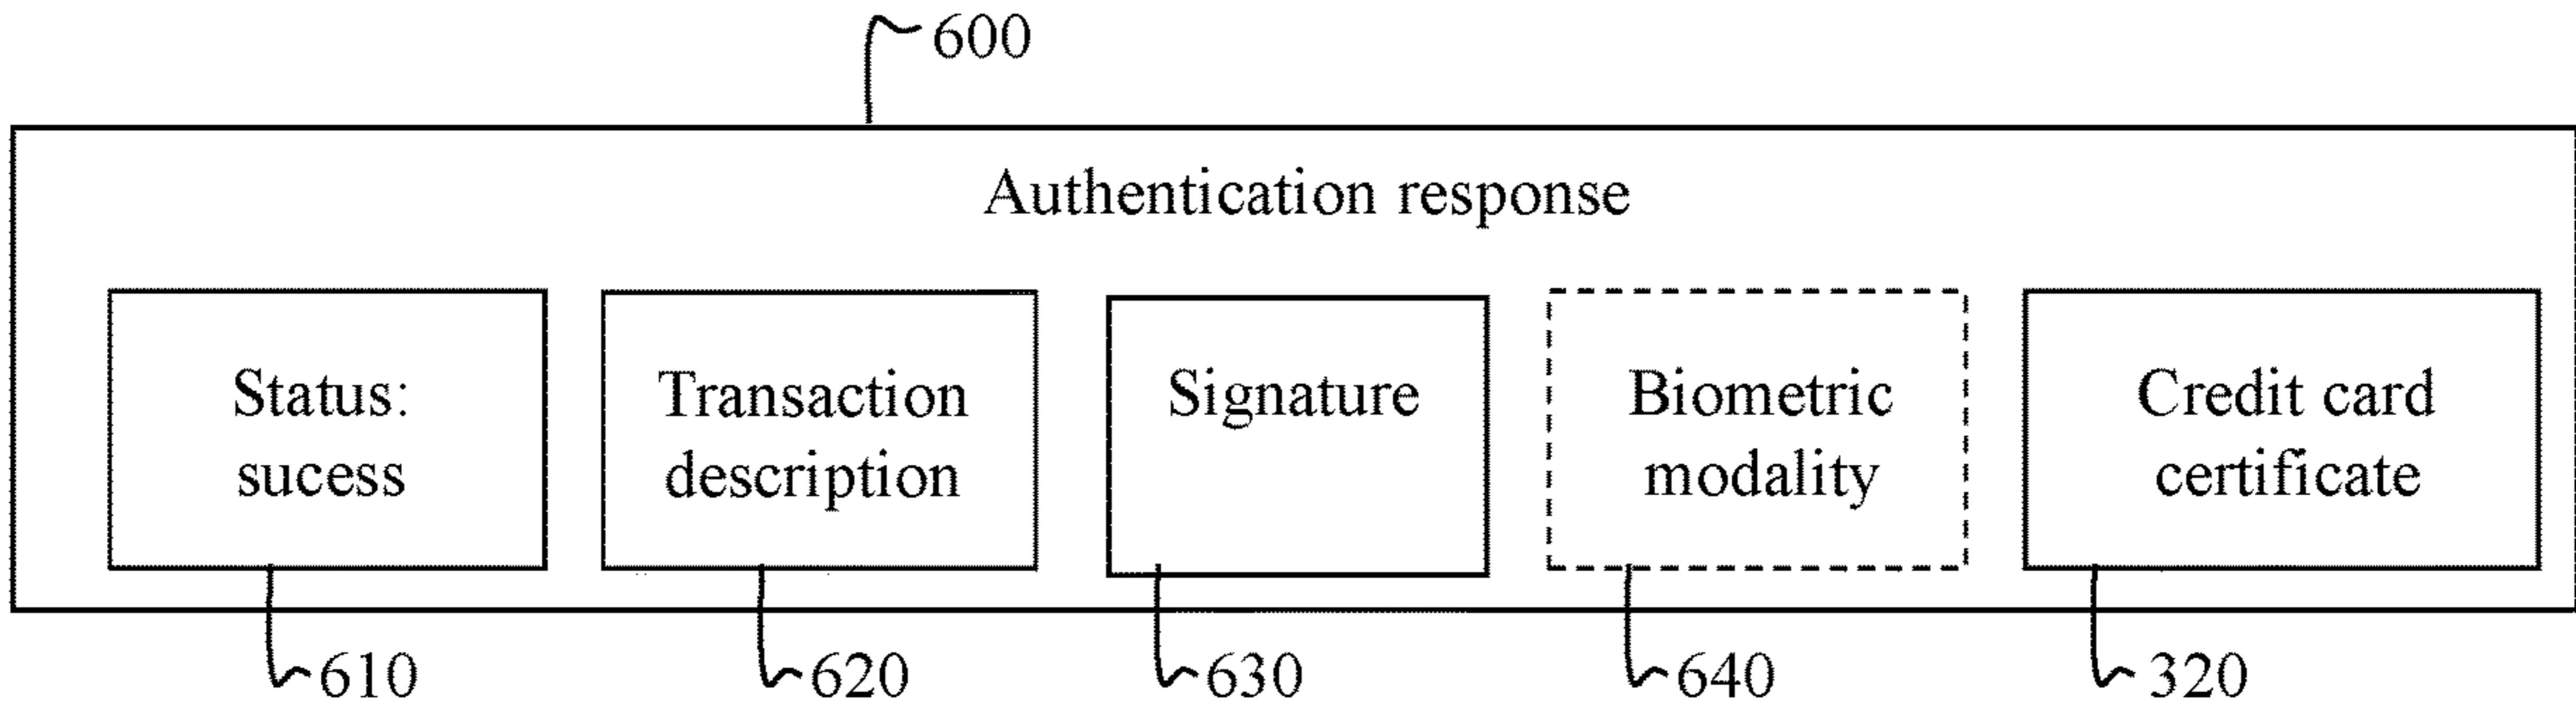 600
Authentication response
Status:
sucess
Transaction
description
Signature
Biometric
modality
Credit card
certificate
610
620
630
640
320